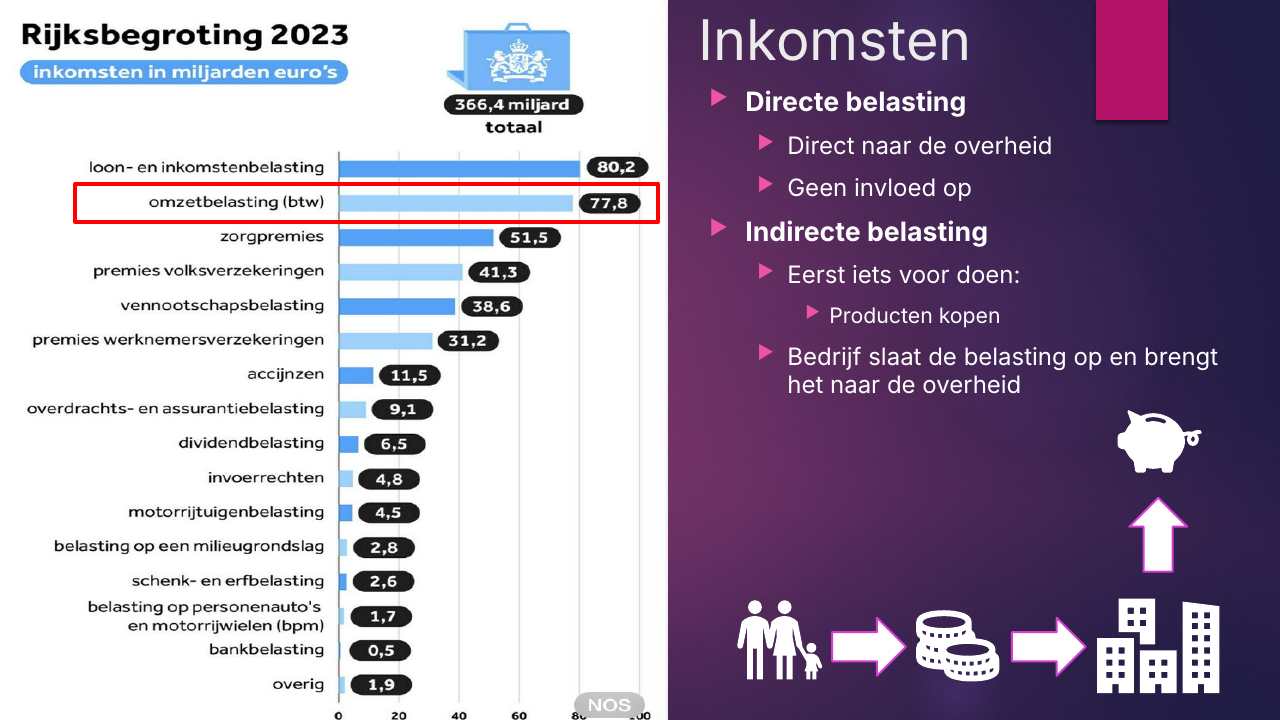 Rijksbegroting 2023
inkomsten in miljarden euro's
366,4 miljard
totaal
loon- en inkomstenbelasting 80,2
omzetbelasting (btw) 77,8
zorgpremies 51,5
premies volksverzekeringen 41,3
vennootschapsbelasting 38,6
premies werknemersverzekeringen 31,2
accijnzen 11,5
overdrachts- en assurantiebelasting 9,1
dividendbelasting 6,5
invoerrechten 4,8
motorrijtuigenbelasting 4,5
belasting op een milieugrondslag 2,8
schenk- en erfbelasting 2,6
belasting op personenauto's
en motorrijwielen (bpm) 1,7
bankbelasting 0,5
overig 1,9
NOS
0 20 40 60 80 100
Inkomsten
Directe belasting
Direct naar de overheid
Geen invloed op
Indirecte belasting
Eerst iets voor doen:
Producten kopen
Bedrijf slaat de belasting op en brengt
het naar de overheid